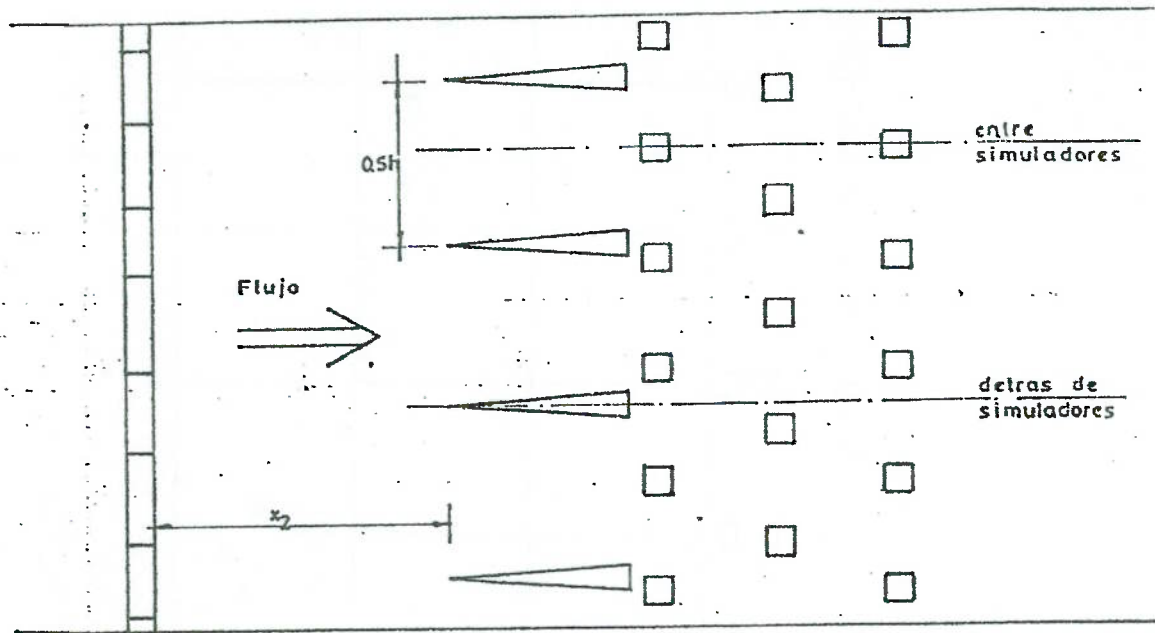 entre
simuladores
0.5h
Flujo
detras de
simuladores
x₂